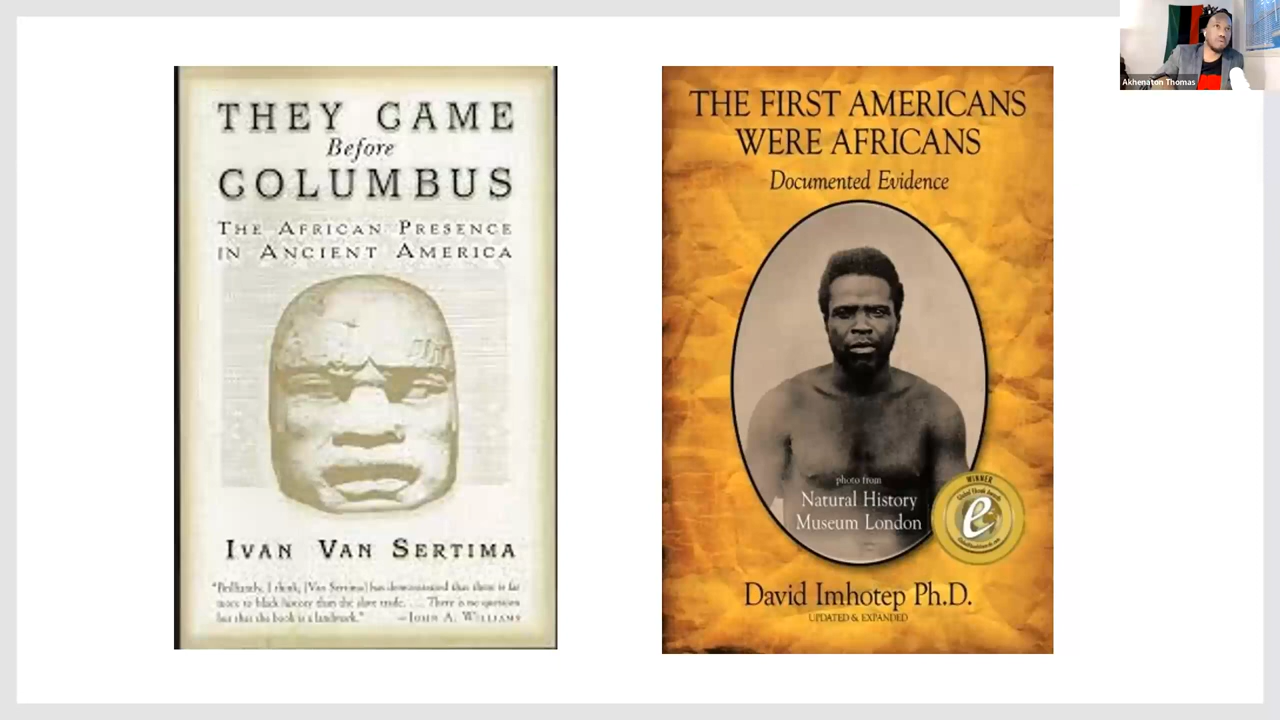 THEY CAME
Before
COLUMBUS
THE AFRICAN PRESENCE
IN ANCIENT AMERICA
IVAN VAN SERTIMA
"Brilliantly, I think, [Van Sertima] has demonstrated that there is far
more to black history than the slave trade. . . . There is no question
but that the book is a landmark." —JOHN A. WILLIAMS
THE FIRST AMERICANS
WERE AFRICANS
Documented Evidence
photo from
Natural History
Museum London
WINNER
e
David Imhotep Ph.D.
UPDATED & EXPANDED
Akhenaton Thomas